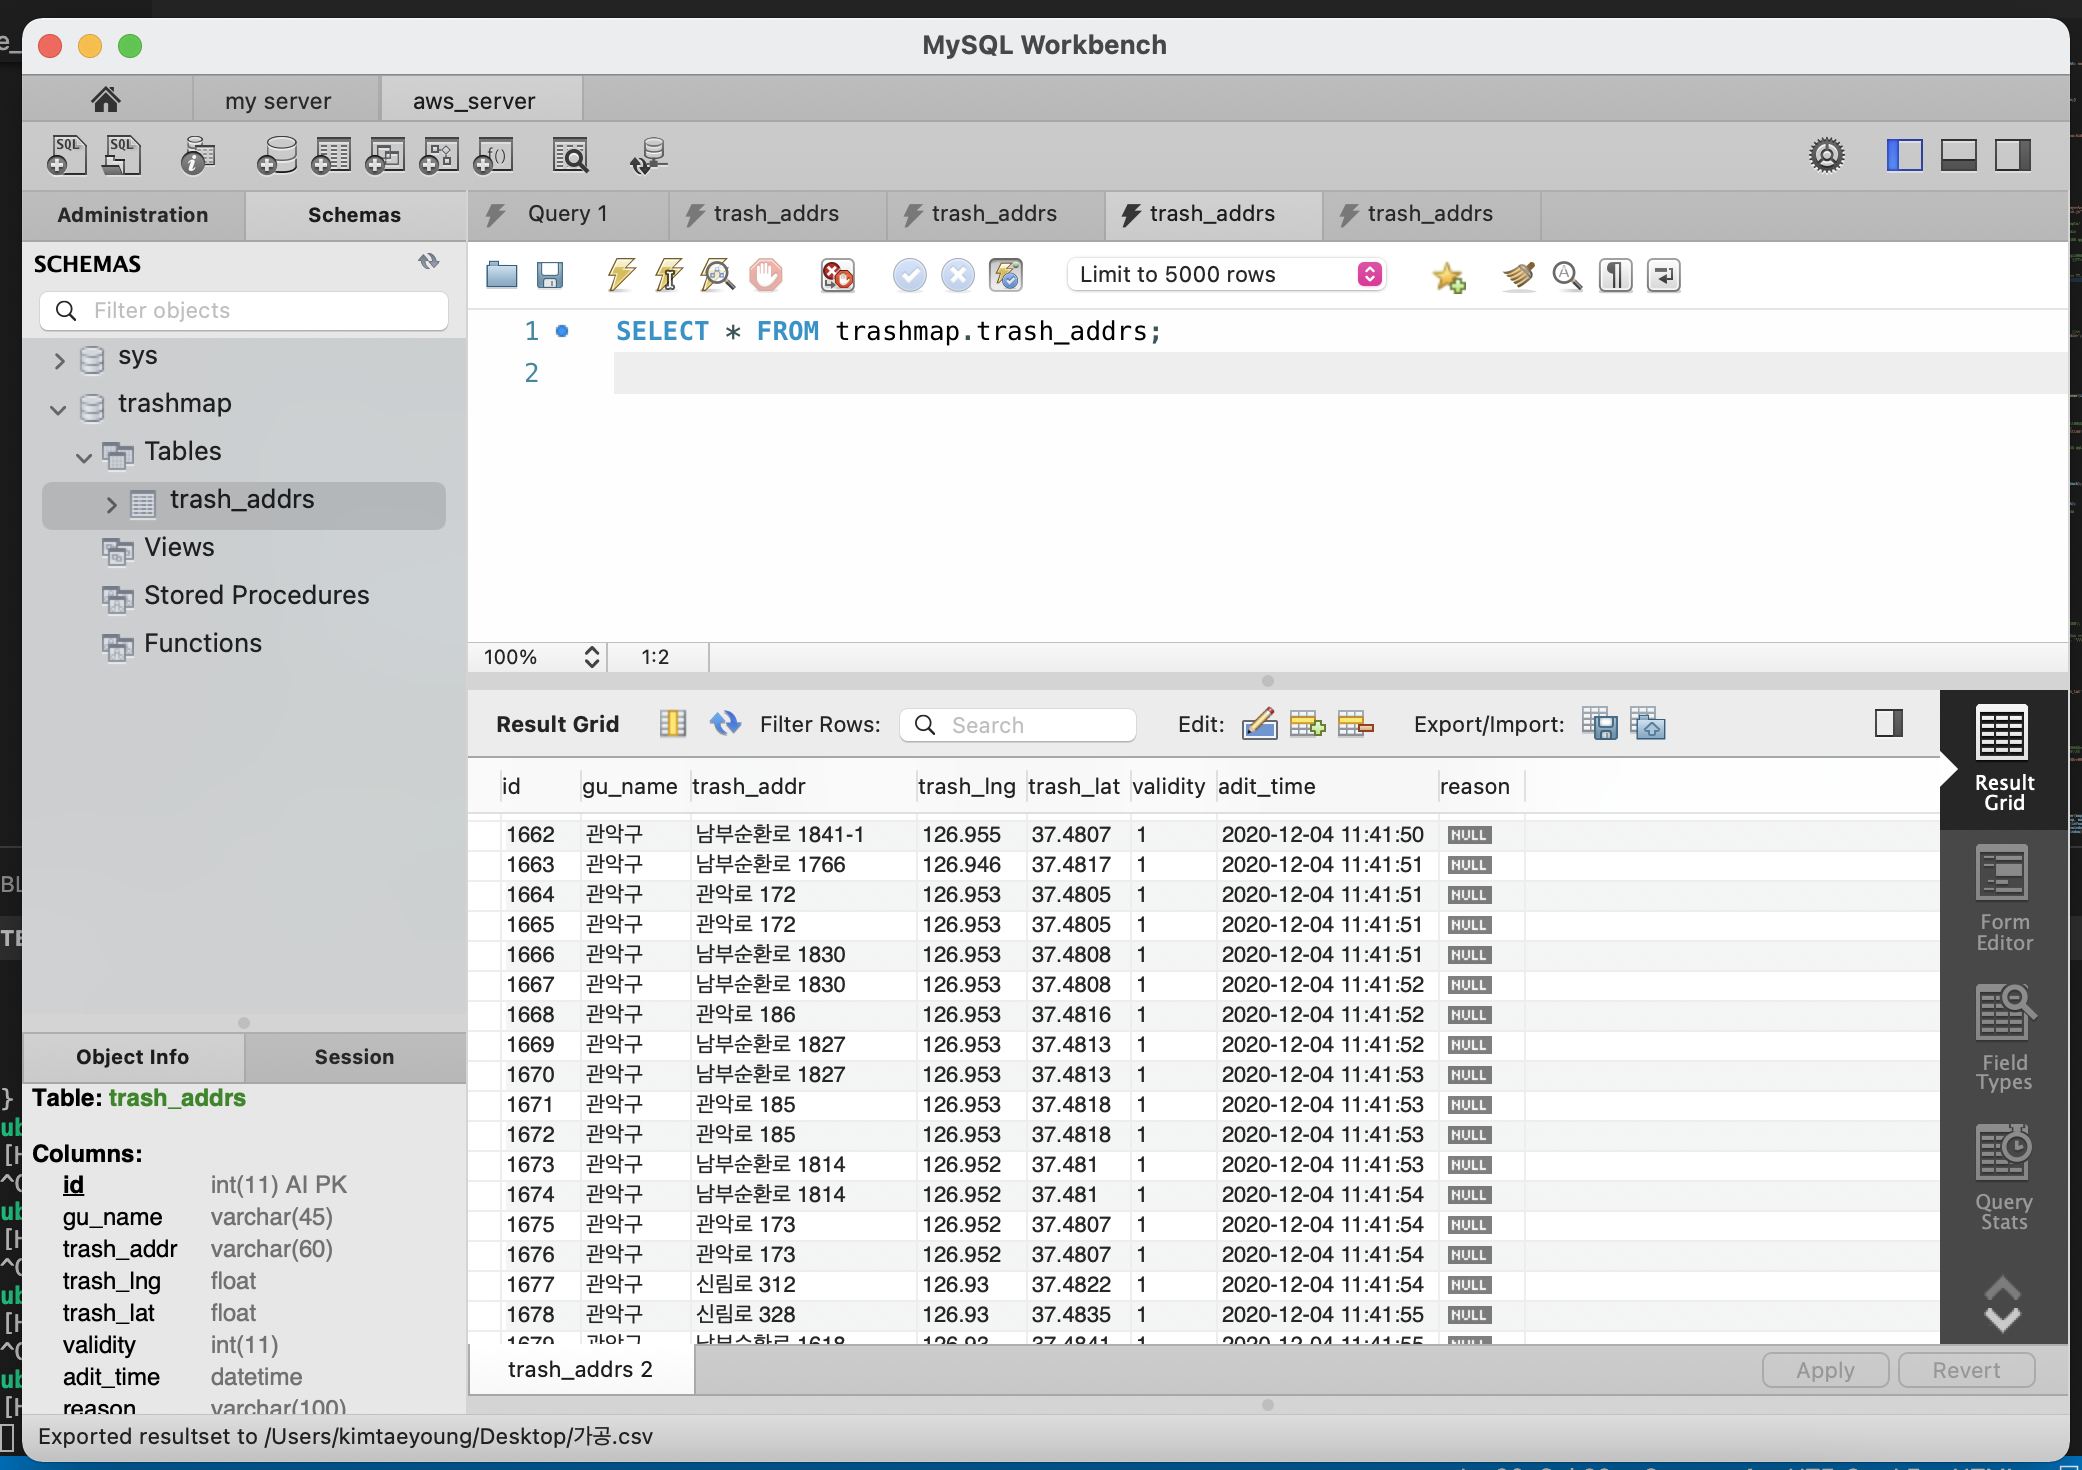 MySQL Workbench
my server
aws_server
Administration
Schemas
Query 1
trash_addrs
trash_addrs
trash_addrs
trash_addrs
SCHEMAS
Filter objects
Limit to 5000 rows
1 SELECT * FROM trashmap.trash_addrs;
2
sys
trashmap
Tables
trash_addrs
Views
Stored Procedures
Functions
100% 1:2
Result Grid Filter Rows: Search Edit: Export/Import:
id gu_name trash_addr trash_lng trash_lat validity adit_time reason
1662 관악구 남부순환로 1841-1 126.955 37.4807 1 2020-12-04 11:41:50 NULL
1663 관악구 남부순환로 1766 126.946 37.4817 1 2020-12-04 11:41:51 NULL
1664 관악구 관악로 172 126.953 37.4805 1 2020-12-04 11:41:51 NULL
1665 관악구 관악로 172 126.953 37.4805 1 2020-12-04 11:41:51 NULL
1666 관악구 남부순환로 1830 126.953 37.4808 1 2020-12-04 11:41:51 NULL
1667 관악구 남부순환로 1830 126.953 37.4808 1 2020-12-04 11:41:52 NULL
1668 관악구 관악로 186 126.953 37.4816 1 2020-12-04 11:41:52 NULL
1669 관악구 남부순환로 1827 126.953 37.4813 1 2020-12-04 11:41:52 NULL
1670 관악구 남부순환로 1827 126.953 37.4813 1 2020-12-04 11:41:53 NULL
1671 관악구 관악로 185 126.953 37.4818 1 2020-12-04 11:41:53 NULL
1672 관악구 관악로 185 126.953 37.4818 1 2020-12-04 11:41:53 NULL
1673 관악구 남부순환로 1814 126.952 37.481 1 2020-12-04 11:41:53 NULL
1674 관악구 남부순환로 1814 126.952 37.481 1 2020-12-04 11:41:54 NULL
1675 관악구 관악로 173 126.952 37.4807 1 2020-12-04 11:41:54 NULL
1676 관악구 관악로 173 126.952 37.4807 1 2020-12-04 11:41:54 NULL
1677 관악구 신림로 312 126.93 37.4822 1 2020-12-04 11:41:54 NULL
1678 관악구 신림로 328 126.93 37.4835 1 2020-12-04 11:41:55 NULL
1679 관악구 남부순환로 1618 126.93 37.4841 1 2020-12-04 11:41:55 NULL
Result
Grid
Form
Editor
Field
Types
Query
Stats
Object Info
Session
Table: trash_addrs
Columns:
id int(11) AI PK
gu_name varchar(45)
trash_addr varchar(60)
trash_lng float
trash_lat float
validity int(11)
adit_time datetime
reason varchar(100)
trash_addrs 2
Apply
Revert
Exported resultset to /Users/kimtaeyoung/Desktop/가공.csv